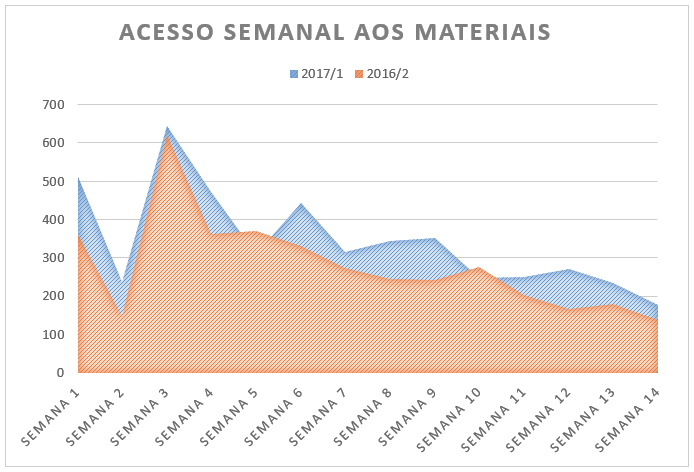 ACESSO SEMANAL AOS MATERIAIS
2017/1 2016/2
700
600
500
400
300
200
100
0
SEMANA 1
SEMANA 2
SEMANA 3
SEMANA 4
SEMANA 5
SEMANA 6
SEMANA 7
SEMANA 8
SEMANA 9
SEMANA 10
SEMANA 11
SEMANA 12
SEMANA 13
SEMANA 14